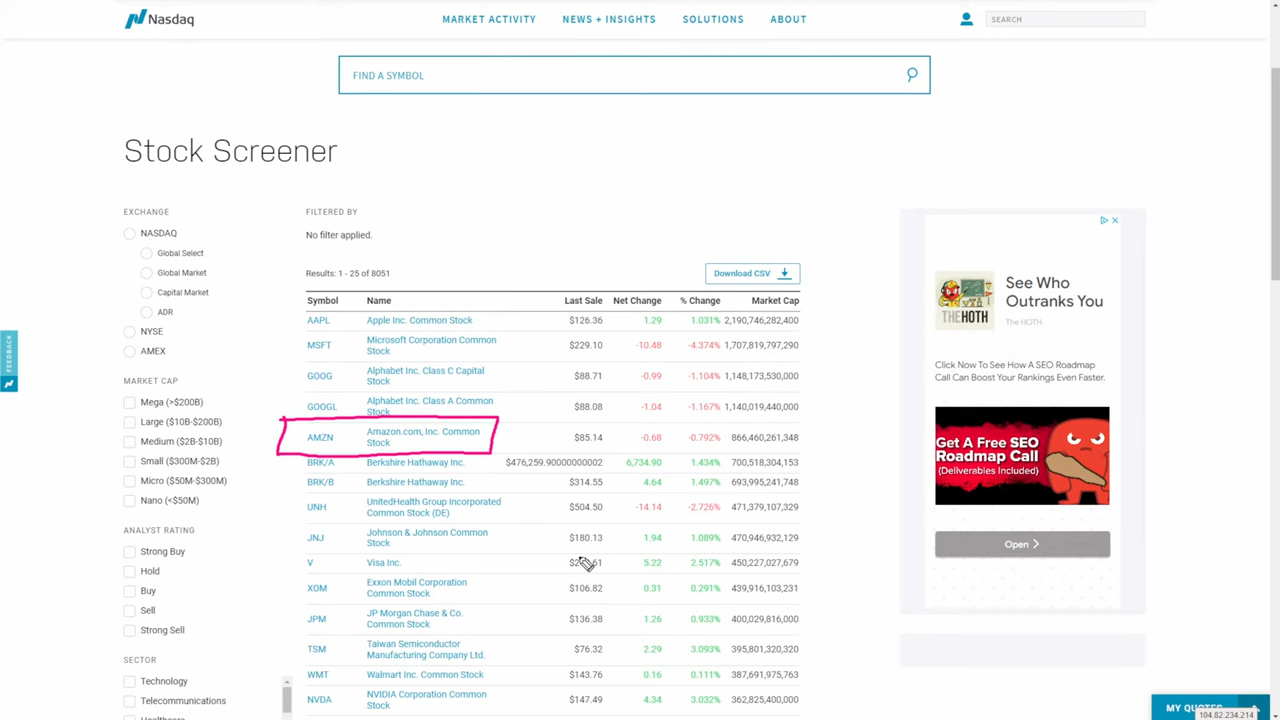 Nasdaq
MARKET ACTIVITY NEWS + INSIGHTS SOLUTIONS ABOUT
SEARCH
FIND A SYMBOL
Stock Screener
EXCHANGE
NASDAQ
Global Select
Global Market
Capital Market
ADR
NYSE
AMEX
MARKET CAP
Mega (>$200B)
Large ($10B-$200B)
Medium ($2B-$10B)
Small ($300M-$2B)
Micro ($50M-$300M)
Nano (<$50M)
ANALYST RATING
Strong Buy
Hold
Buy
Sell
Strong Sell
SECTOR
Technology
Telecommunications
FEEDBACK
FILTERED BY
No filter applied.
Results: 1 - 25 of 8051
Download CSV
Symbol Name Last Sale Net Change % Change Market Cap
AAPL Apple Inc. Common Stock $126.36 1.29 1.031% 2,190,746,282,400
MSFT Microsoft Corporation Common Stock $229.10 -10.48 -4.374% 1,707,819,797,290
GOOG Alphabet Inc. Class C Capital Stock $88.71 -0.99 -1.104% 1,148,173,530,000
GOOGL Alphabet Inc. Class A Common Stock $88.08 -1.04 -1.167% 1,140,019,440,000
AMZN Amazon.com, Inc. Common Stock $85.14 -0.68 -0.792% 866,460,261,348
BRK/A Berkshire Hathaway Inc. $476,259.90000000002 6,734.90 1.434% 700,518,304,153
BRK/B Berkshire Hathaway Inc. $314.55 4.64 1.497% 693,995,241,748
UNH UnitedHealth Group Incorporated Common Stock (DE) $504.50 -14.14 -2.726% 471,379,107,329
JNJ Johnson & Johnson Common Stock $180.13 1.94 1.089% 470,946,932,129
V Visa Inc. 5.22 2.517% 450,227,027,679
XOM Exxon Mobil Corporation Common Stock $106.82 0.31 0.291% 439,916,103,231
JPM JP Morgan Chase & Co. Common Stock $136.38 1.26 0.933% 400,029,816,000
TSM Taiwan Semiconductor Manufacturing Company Ltd. $76.32 2.29 3.093% 395,801,320,320
WMT Walmart Inc. Common Stock $143.76 0.16 0.111% 387,691,975,763
NVDA NVIDIA Corporation Common Stock $147.49 4.34 3.032% 362,825,400,000
THE HOTH
See Who
Outranks You
The HOTH
Click Now To See How A SEO Roadmap
Call Can Boost Your Rankings Even Faster.
Get A Free SEO
Roadmap Call
(Deliverables Included)
Open
MY QUOTES
104.82.234.214